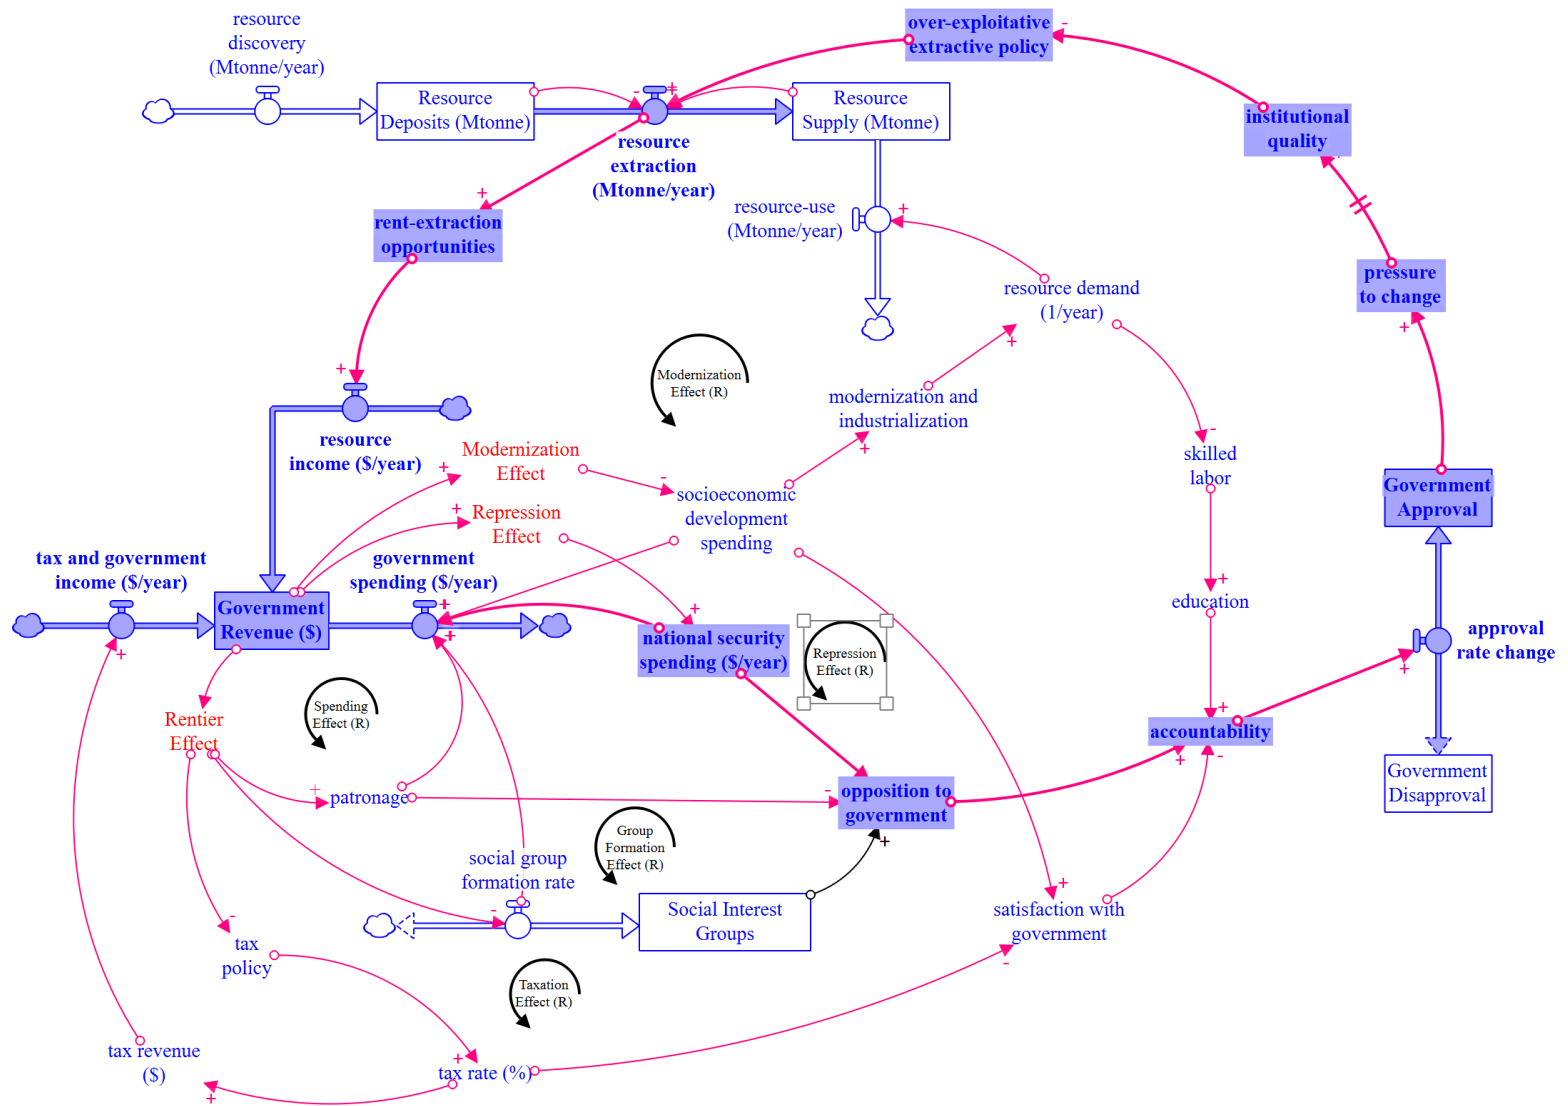 resource
discovery
(Mtonne/year)
over-exploitative
extractive policy
-
Resource
Deposits (Mtonne)
-
+
Resource
Supply (Mtonne)
institutional
quality
resource
extraction
(Mtonne/year)
+
rent-extraction
opportunities
resource-use
(Mtonne/year)
+
resource demand
(1/year)
+
pressure
to change
+
+
Modernization
Effect (R)
modernization and
industrialization
+
resource
income ($/year)
Modernization
Effect
+
-
skilled
labor
-
Government
Approval
socioeconomic
development
spending
Repression
Effect
+
tax and government
income ($/year)
government
spending ($/year)
+
education
+
Government
Revenue ($)
+
+
+
national security
spending ($/year)
Repression
Effect (R)
approval
rate change
+
+
Spending
Effect (R)
Rentier
Effect
accountability
+
+
-
Government
Disapproval
+
patronage
-
opposition to
government
+
Group
Formation
Effect (R)
social group
formation rate
-
Social Interest
Groups
+
satisfaction with
government
-
-
tax
policy
Taxation
Effect (R)
tax revenue
($)
+
tax rate (%)
+